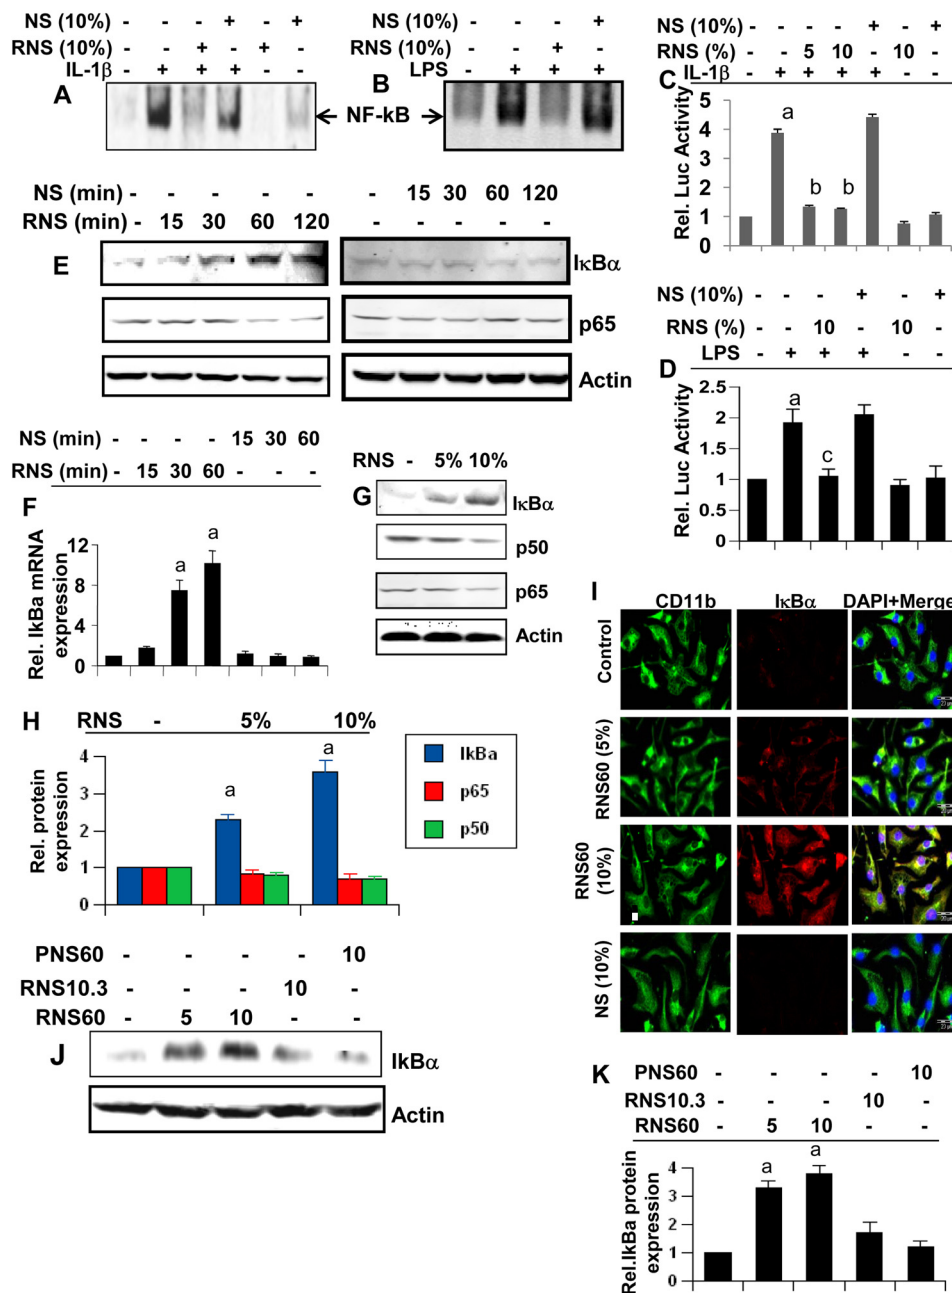 NS (10%) - - - + - +
RNS (10%) - - + - + -
IL-1β - + + + - -
A
NF-kB
NS (10%) - - - +
RNS (10%) - - + -
LPS - + + +
B
NS (10%) - - - - + - +
RNS (%) - - 5 10 - 10 -
IL-1β - + + + + - -
C
Rel. Luc Activity
5
4
3
2
1
0
a
b b
NS (10%) - - - + - +
RNS (%) - - 10 - 10 -
LPS - + + + - -
D
Rel. Luc Activity
2.5
2
1.5
1
0.5
0
a
c
NS (min) - - - - - - 15 30 60 120
RNS (min) - 15 30 60 120 - - - - -
E
IκBα
p65
Actin
NS (min) - - - - 15 30 60
RNS (min) - 15 30 60 - - -
F
Rel. IkBa mRNA
expression
12
8
4
0
a
a
RNS - 5% 10%
G
IκBα
p50
p65
Actin
H
RNS - 5% 10%
Rel. protein
expression
4
3
2
1
0
a
a
IkBa
p65
p50
I
CD11b IκBα DAPI+Merge
Control
RNS60 (5%)
RNS60
(10%)
NS (10%)
PNS60 - - - - 10
RNS10.3 - - - 10 -
RNS60 - 5 10 - -
J
IkBα
Actin
K
PNS60 - - - - 10
RNS10.3 - - - 10 -
RNS60 - 5 10 - -
Rel.IkBa protein
expression
4
3
2
1
0
a
a